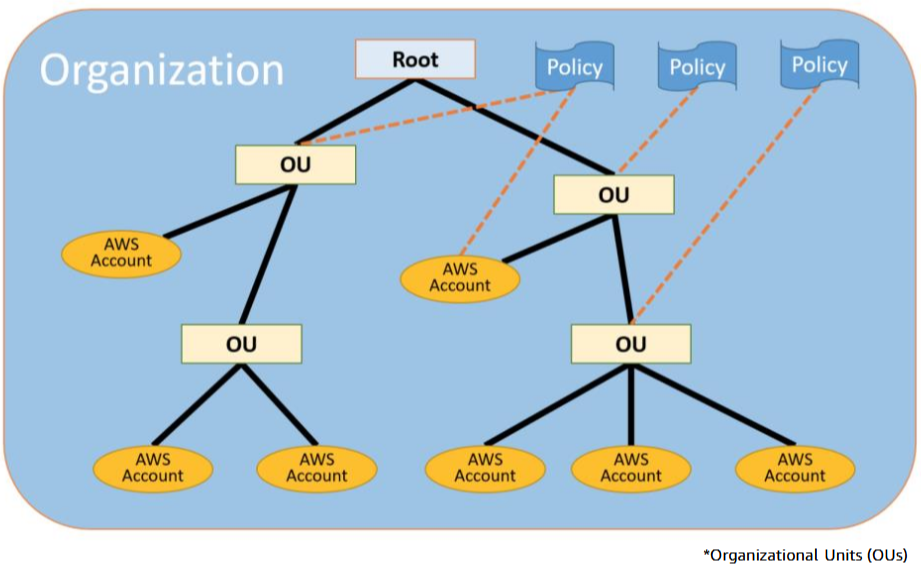 Organization
Root
Policy
Policy
Policy
OU
OU
AWS
Account
AWS
Account
OU
OU
AWS
Account
AWS
Account
AWS
Account
AWS
Account
AWS
Account
*Organizational Units (OUs)